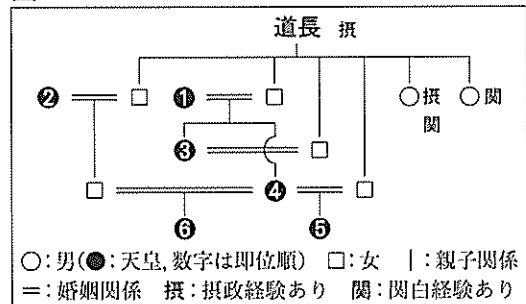 道長 摂
❷ □ ❶ □ ○摂関 ○関
❸ □
□ ❹ □
❻ ❺
○:男(●:天皇,数字は即位順) □:女 |:親子関係
=:婚姻関係 摂:摂政経験あり 関:関白経験あり